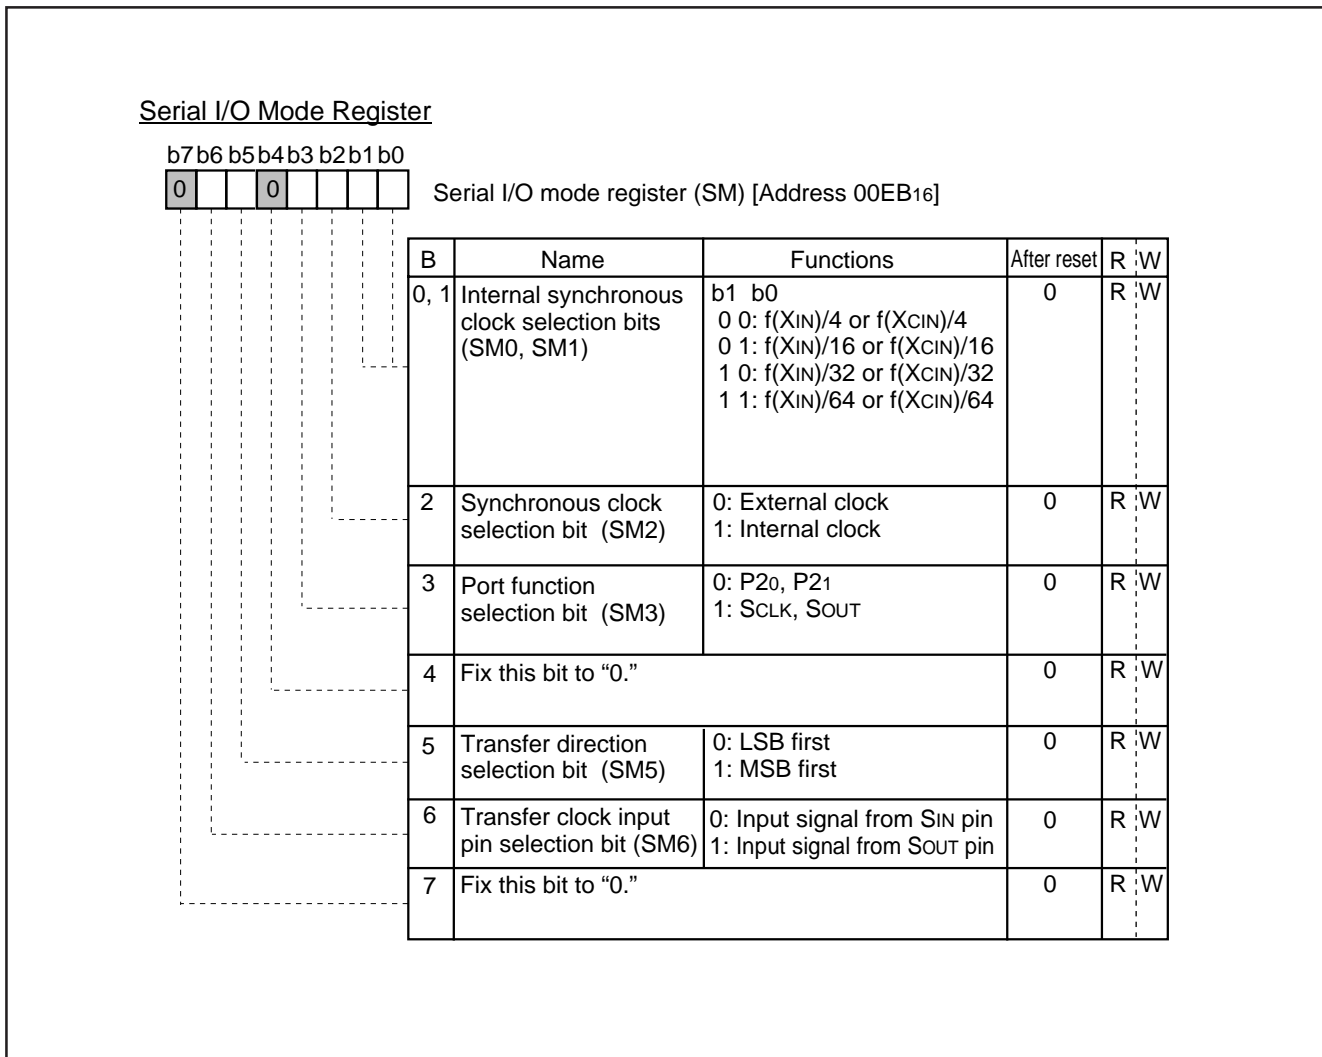 Serial I/O Mode Register
b7 b6 b5 b4 b3 b2 b1 b0
0 0
Serial I/O mode register (SM) [Address 00EB16]
B Name Functions After reset R W
0, 1 Internal synchronous clock selection bits (SM0, SM1)
b1 b0
0 0: f(XIN)/4 or f(XCIN)/4
0 1: f(XIN)/16 or f(XCIN)/16
1 0: f(XIN)/32 or f(XCIN)/32
1 1: f(XIN)/64 or f(XCIN)/64
0 R W
2 Synchronous clock selection bit (SM2)
0: External clock
1: Internal clock
0 R W
3 Port function selection bit (SM3)
0: P20, P21
1: SCLK, SOUT
0 R W
4 Fix this bit to “0.” 0 R W
5 Transfer direction selection bit (SM5)
0: LSB first
1: MSB first
0 R W
6 Transfer clock input pin selection bit (SM6)
0: Input signal from SIN pin
1: Input signal from SOUT pin
0 R W
7 Fix this bit to “0.” 0 R W